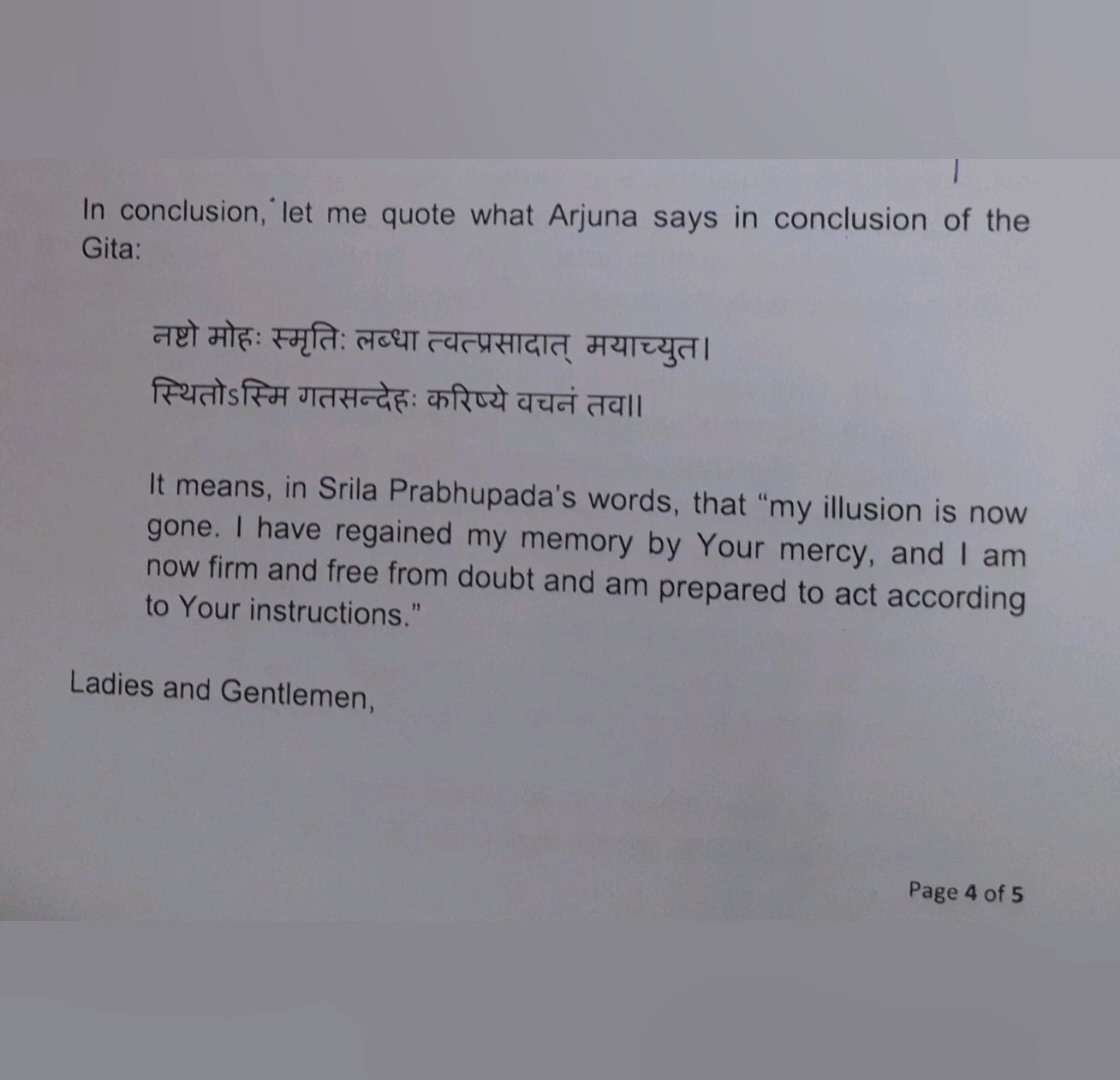 In conclusion, let me quote what Arjuna says in conclusion of the
Gita:
नष्टो मोहः स्मृति: लब्धा त्वत्प्रसादात् मयाच्युत।
स्थितोऽस्मि गतसन्देहः करिष्ये वचनं तव||
It means, in Srila Prabhupada's words, that “my illusion is now
gone. I have regained my memory by Your mercy, and I am
now firm and free from doubt and am prepared to act according
to Your instructions.”
Ladies and Gentlemen,
Page 4 of 5